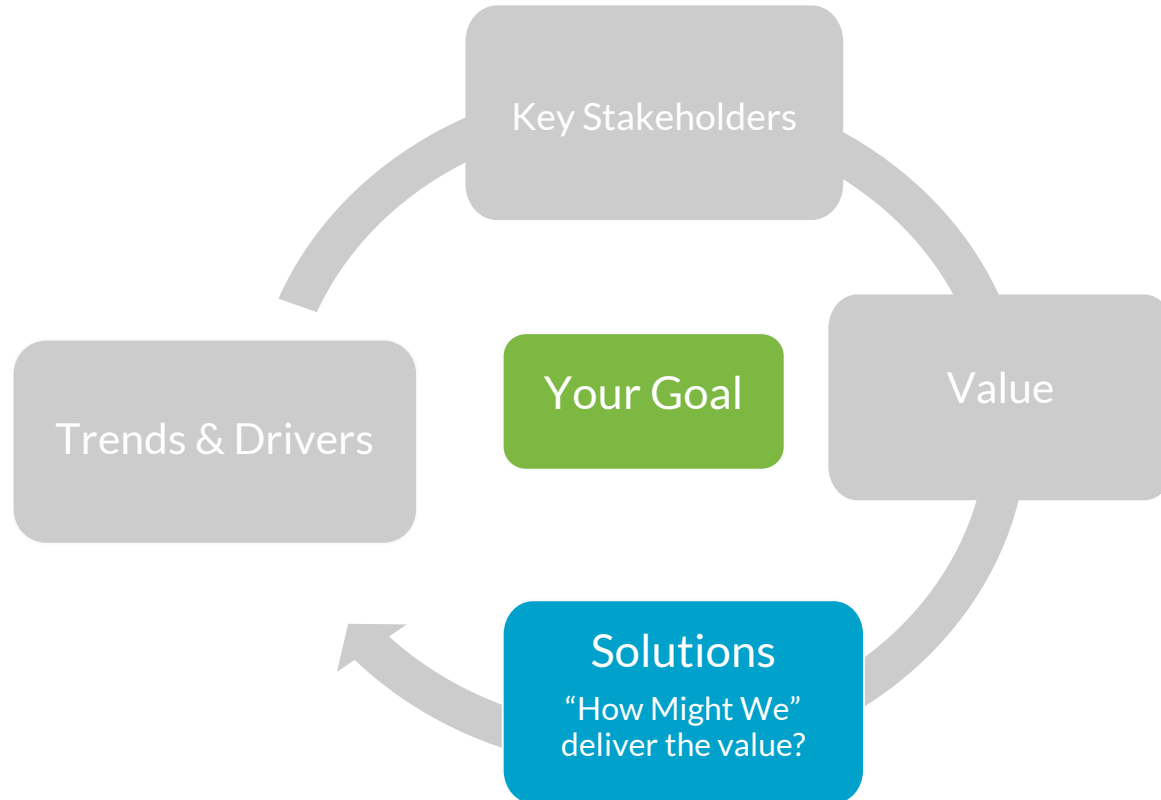 Key Stakeholders
Value
Your Goal
Trends & Drivers
Solutions
“How Might We”
deliver the value?